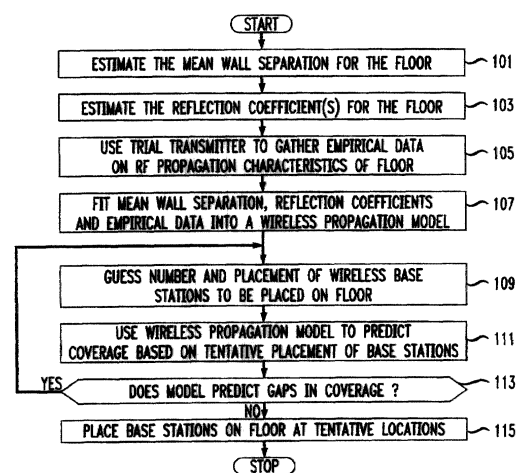 START
ESTIMATE THE MEAN WALL SEPARATION FOR THE FLOOR
101
ESTIMATE THE REFLECTION COEFFICIENT(S) FOR THE FLOOR
103
USE TRIAL TRANSMITTER TO GATHER EMPIRICAL DATA
ON RF PROPAGATION CHARACTERISTICS OF FLOOR
105
FIT MEAN WALL SEPARATION, REFLECTION COEFFICIENTS
AND EMPIRICAL DATA INTO A WIRELESS PROPAGATION MODEL
107
GUESS NUMBER AND PLACEMENT OF WIRELESS BASE
STATIONS TO BE PLACED ON FLOOR
109
USE WIRELESS PROPAGATION MODEL TO PREDICT
COVERAGE BASED ON TENTATIVE PLACEMENT OF BASE STATIONS
111
YES
DOES MODEL PREDICT GAPS IN COVERAGE ?
113
NO
PLACE BASE STATIONS ON FLOOR AT TENTATIVE LOCATIONS
115
STOP